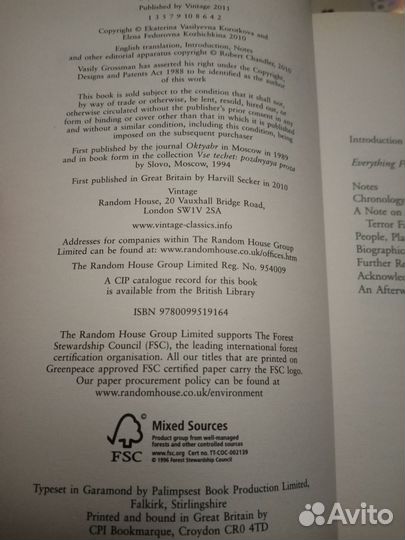 Published by Vintage 2011
1 3 5 7 9 10 8 6 4 2
Copyright © Ekaterina Vasilyevna Korotkova and
Elena Fedorovna Kozhichkina 2010
English translation, Introduction, Notes
and other editorial apparatus copyright © Robert Chandler, 2010
Vasily Grossman has asserted his right under the Copyright,
Designs and Patents Act 1988 to be identified as the author
of this work
This book is sold subject to the condition that it shall not,
by way of trade or otherwise, be lent, resold, hired out, or
otherwise circulated without the publisher's prior consent in any
form of binding or cover other than that in which it is published
and without a similar condition, including this condition, being
imposed on the subsequent purchaser
First published by the journal Oktyabr in Moscow in 1989
and in book form in the collection Vse techet: pozdnyaya proza
by Slovo, Moscow, 1994
First published in Great Britain by Harvill Secker in 2010
Vintage
Random House, 20 Vauxhall Bridge Road,
London SW1V 2SA
www.vintage-classics.info
Addresses for companies within The Random House Group
Limited can be found at: www.randomhouse.co.uk/offices.htm
The Random House Group Limited Reg. No. 954009
A CIP catalogue record for this book
is available from the British Library
ISBN 9780099519164
The Random House Group Limited supports The Forest
Stewardship Council (FSC), the leading international forest
certification organisation. All our titles that are printed on
Greenpeace approved FSC certified paper carry the FSC logo.
Our paper procurement policy can be found at
www.randomhouse.co.uk/environment
FSC
Mixed Sources
Product group from well-managed
forests and other controlled sources
www.fsc.org Cert no. TT-COC-002139
© 1996 Forest Stewardship Council
Typeset in Garamond by Palimpsest Book Production Limited,
Falkirk, Stirlingshire
Printed and bound in Great Britain by
CPI Bookmarque, Croydon CR0 4TD
Introduction
Everything F
Notes
Chronology
A Note on
Terror Fa
People, Pla
Biographic
Further Re
Acknowle
An Afterw
Avito